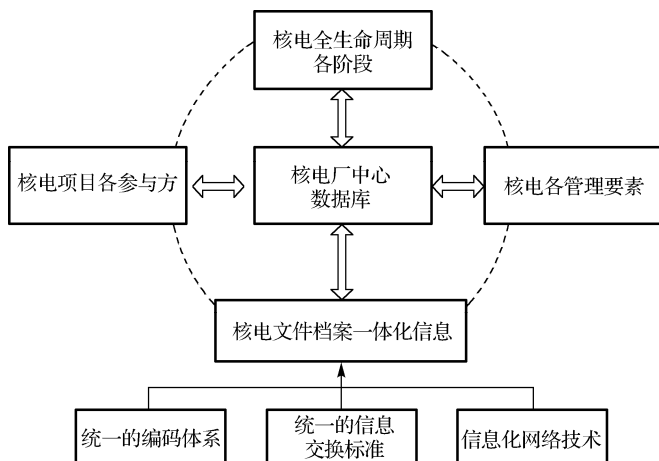 核电全生命周期
各阶段
核电项目各参与方
核电厂中心
数据库
核电各管理要素
核电文件档案一体化信息
统一的编码体系
统一的信息
交换标准
信息化网络技术